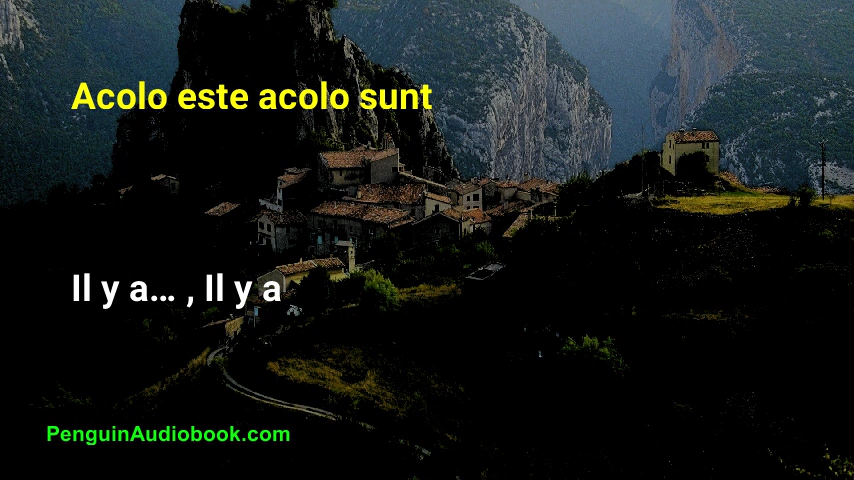 Acolo este acolo sunt
Il y a... , Il y a
PenguinAudiobook.com